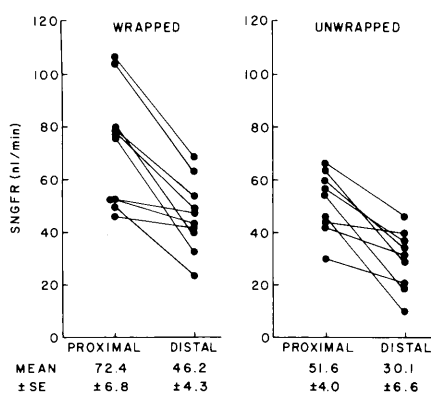 WRAPPED
UNWRAPPED
SNGFR (nl/min)
120
100
80
60
40
20
0
120
100
80
60
40
20
0
PROXIMAL DISTAL PROXIMAL DISTAL
MEAN 72.4 46.2 51.6 30.1
±SE ±6.8 ±4.3 ±4.0 ±6.6